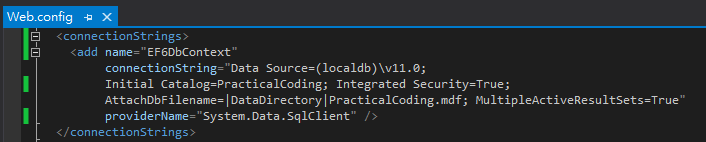 Web.config
<connectionStrings>
<add name="EF6DbContext"
connectionString="Data Source=(localdb)\v11.0;
Initial Catalog=PracticalCoding; Integrated Security=True;
AttachDbFilename=|DataDirectory|PracticalCoding.mdf; MultipleActiveResultSets=True"
providerName="System.Data.SqlClient" />
</connectionStrings>